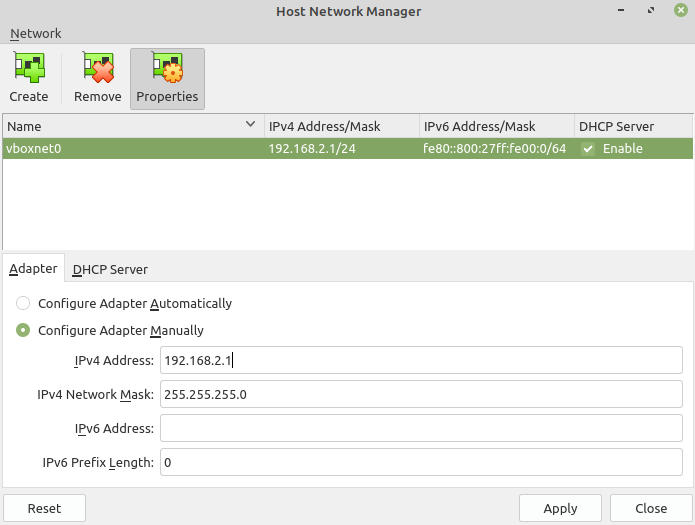 Host Network Manager
Network
Create Remove Properties
Name IPv4 Address/Mask IPv6 Address/Mask DHCP Server
vboxnet0 192.168.2.1/24 fe80::800:27ff:fe00:0/64 Enable
Adapter DHCP Server
Configure Adapter Automatically
Configure Adapter Manually
IPv4 Address: 192.168.2.1
IPv4 Network Mask: 255.255.255.0
IPv6 Address:
IPv6 Prefix Length: 0
Reset Apply Close